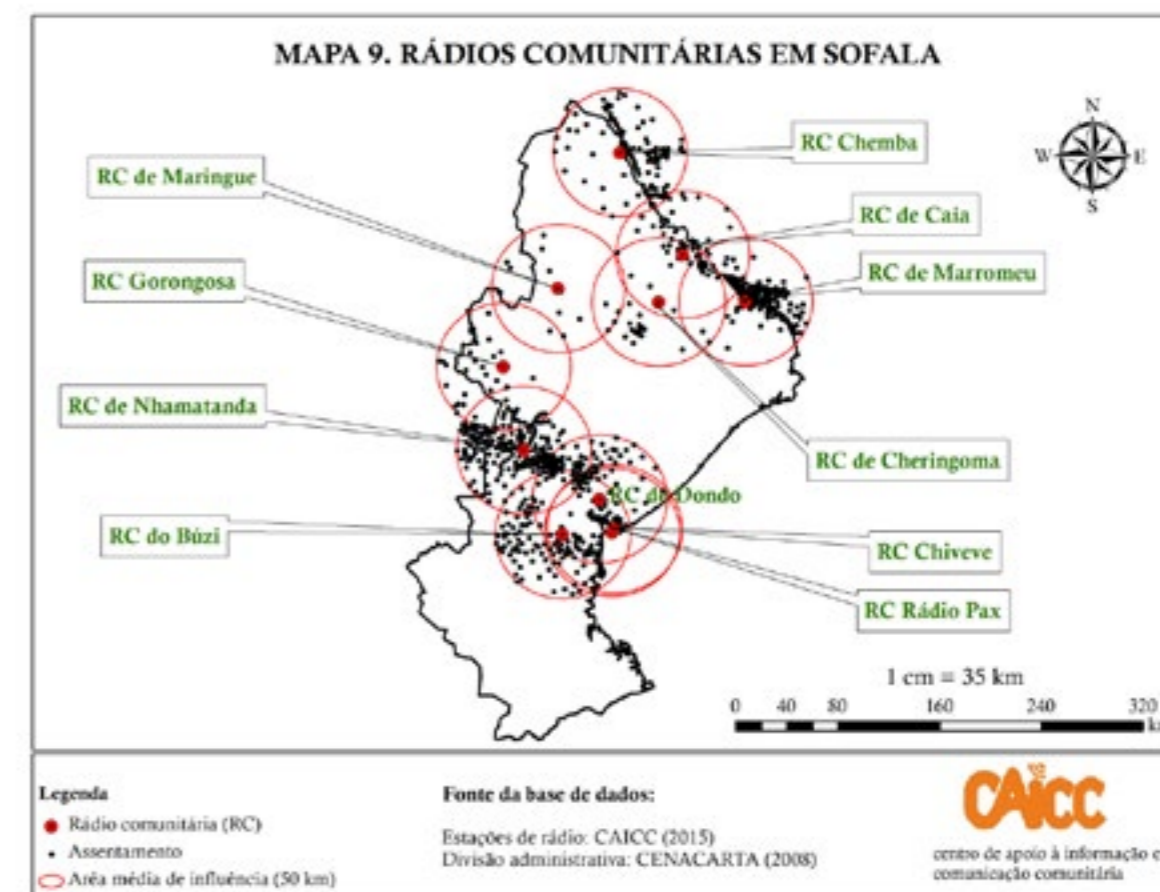 MAPA 9. RÁDIOS COMUNITÁRIAS EM SOFALA
N
W
E
S
RC Chemba
RC de Maringue
RC de Caia
RC Gorongosa
RC de Marromeu
RC de Nhamatanda
RC de Cheringoma
RC de Dondo
RC do Búzi
RC Chiveve
RC Rádio Pax
1 cm = 35 km
0 40 80 160 240 320
Legenda
Rádio comunitária (RC)
Assentamento
Aréa média de influência (50 km)
Fonte da base de dados:
Estações de rádio: CAICC (2015)
Divisão administrativa: CENACARTA (2008)
CAiCC
centro de apoio à informação e
comunicação comunitária